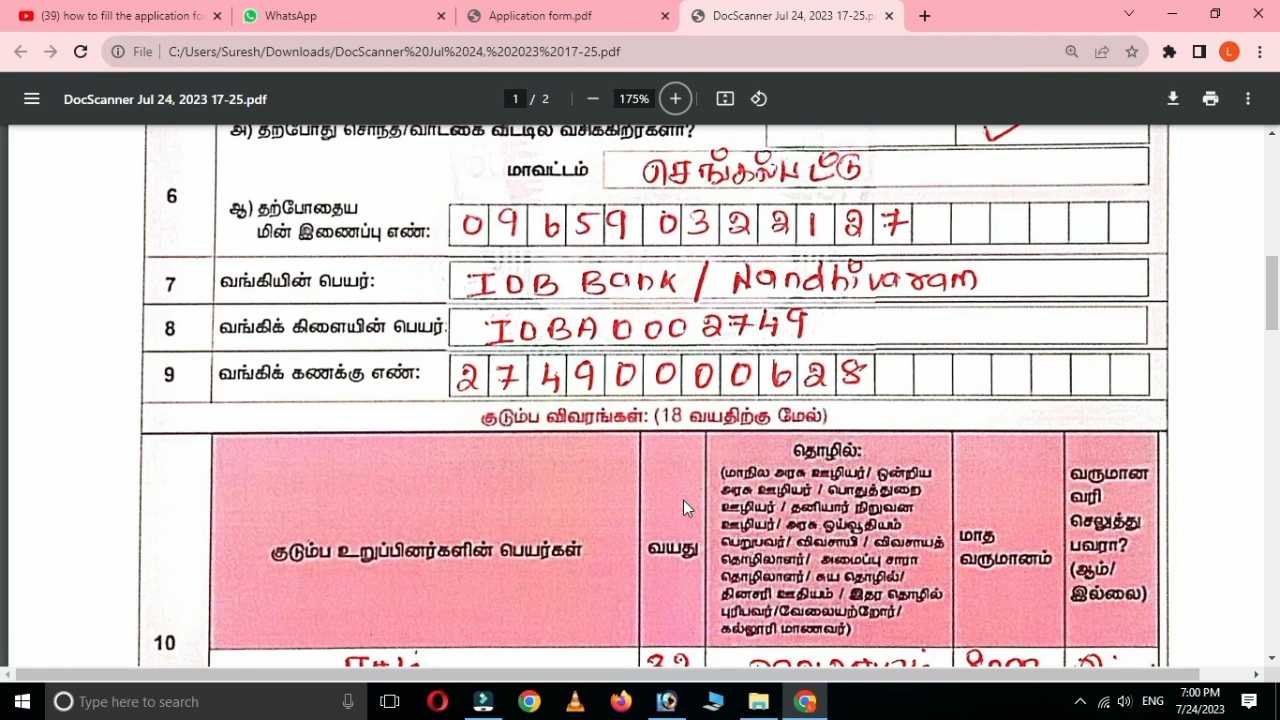 (39) how to fill the application fo
WhatsApp
Application form.pdf
DocScanner Jul 24, 2023 17-25.p
File C:/Users/Suresh/Downloads/DocScanner%20Jul%2024,%202023%2017-25.pdf
L
DocScanner Jul 24, 2023 17-25.pdf
1 / 2
175%
அ) தற்போது சொந்த/வாடகை வீட்டில் வசிக்கிறீர்களா?
மாவட்டம் செங்கல்பட்டு
6
ஆ) தற்போதைய
மின் இணைப்பு எண்: 096590322127
7 வங்கியின் பெயர்: IOB Bank / Nandhivaram
8 வங்கிக் கிளையின் பெயர். IOBA0002749
9 வங்கிக் கணக்கு எண்: 27490000628
குடும்ப விவரங்கள்: (18 வயதிற்கு மேல்)
10
குடும்ப உறுப்பினர்களின் பெயர்கள்
வயது
தொழில்:
(மாநில அரசு ஊழியர்/ ஒன்றிய
அரசு ஊழியர் / பொதுத்துறை
ஊழியர் / தனியார் நிறுவன
ஊழியர்/ அரசு ஓய்வூதியம்
பெறுபவர்/ விவசாயி / விவசாயத்
தொழிலாளர்/ அமைப்பு சாரா
தொழிலாளர்/ சுய தொழில்/
தினசரி ஊதியம் / இதர தொழில்
புரிபவர்/வேலையற்றோர்/
கல்லூரி மாணவர்)
மாத
வருமானம்
வருமான
வரி
செலுத்து
பவரா?
(ஆம்/
இல்லை)
Type here to search
ENG
7:00 PM
7/24/2023